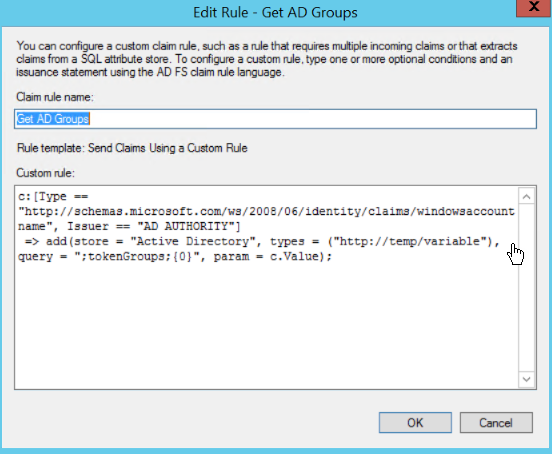 Edit Rule - Get AD Groups
X
You can configure a custom claim rule, such as a rule that requires multiple incoming claims or that extracts
claims from a SQL attribute store. To configure a custom rule, type one or more optional conditions and an
issuance statement using the AD FS claim rule language.
Claim rule name:
Get AD Groups
Rule template: Send Claims Using a Custom Rule
Custom rule:
c:[Type ==
"http://schemas.microsoft.com/ws/2008/06/identity/claims/windowsaccount
name", Issuer == "AD AUTHORITY"]
=> add(store = "Active Directory", types = ("http://temp/variable"),
query = ";tokenGroups;{0}", param = c.Value);
OK
Cancel